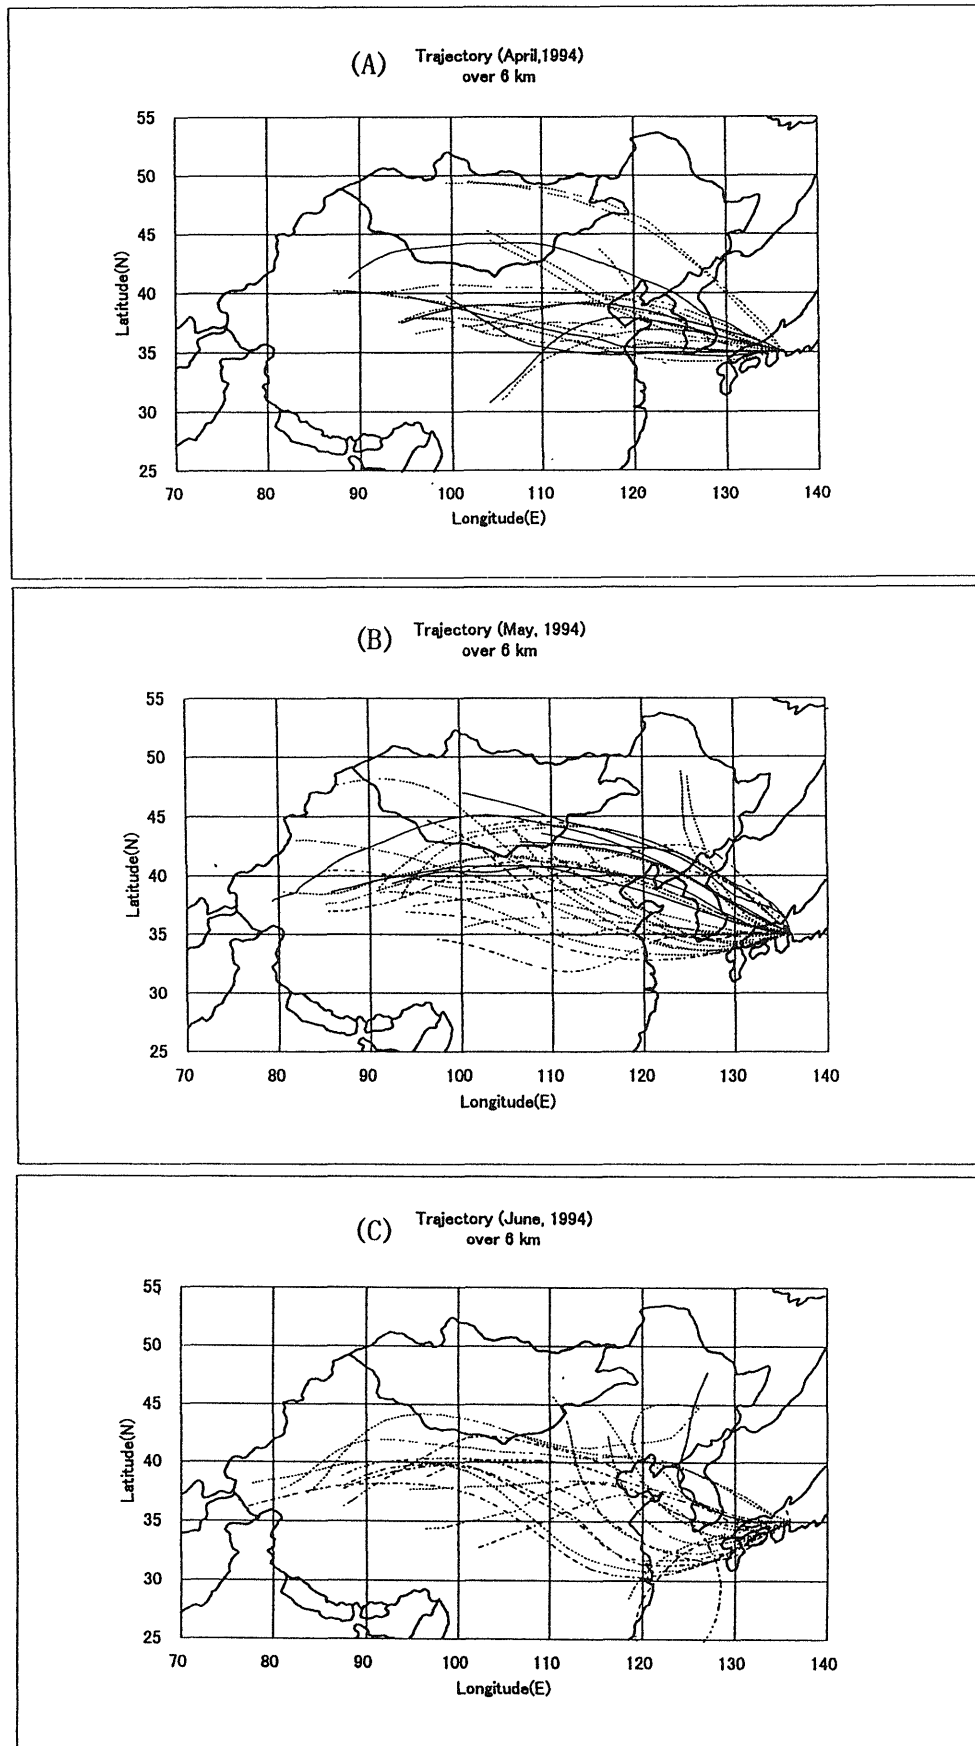 (A) Trajectory (April,1994)
over 6 km
55
50
45
40
35
30
25
Latitude(N)
70 80 90 100 110 120 130 140
Longitude(E)
(B) Trajectory (May, 1994)
over 6 km
55
50
45
40
35
30
25
Latitude(N)
70 80 90 100 110 120 130 140
Longitude(E)
(C) Trajectory (June, 1994)
over 6 km
55
50
45
40
35
30
25
Latitude(N)
70 80 90 100 110 120 130 140
Longitude(E)